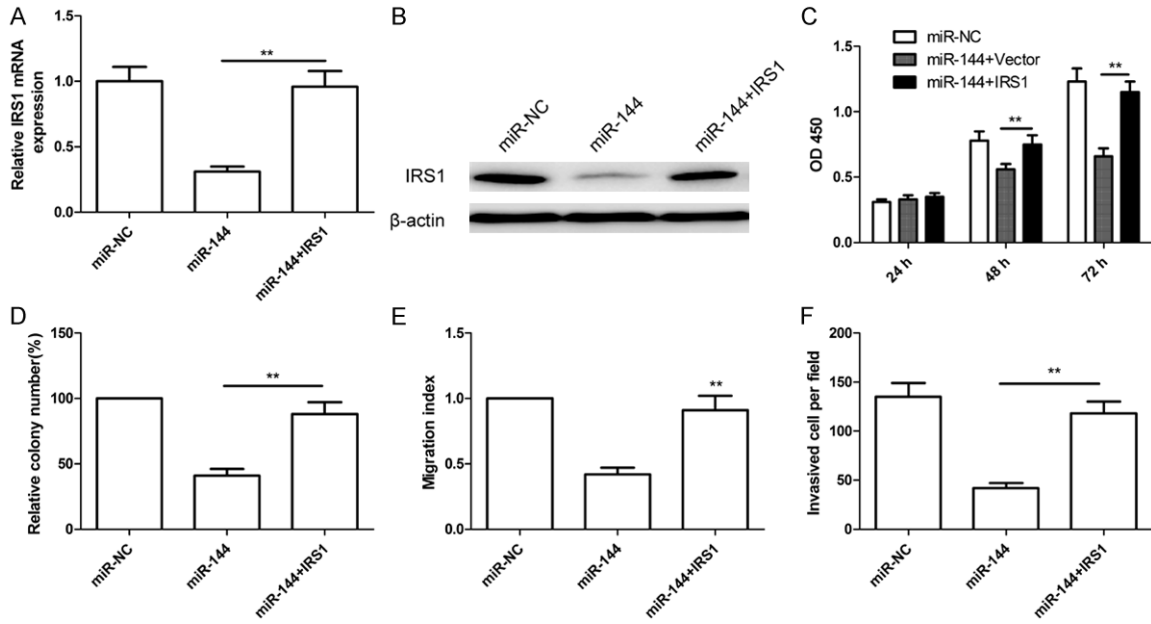 A
Relative IRS1 mRNA
expression
1.5
1.0
0.5
0.0
**
miR-NC
miR-144
miR-144+IRS1
B
miR-NC
miR-144
miR-144+IRS1
IRS1
β-actin
C
miR-NC
miR-144+Vector
miR-144+IRS1
OD 450
1.5
1.0
0.5
0.0
**
**
24 h
48 h
72 h
D
Relative colony number(%)
150
100
50
0
**
miR-NC
miR-144
miR-144+IRS1
E
Migration index
1.5
1.0
0.5
0.0
**
miR-NC
miR-144
miR-144+IRS1
F
Invasived cell per field
200
150
100
50
0
**
miR-NC
miR-144
miR-144+IRS1